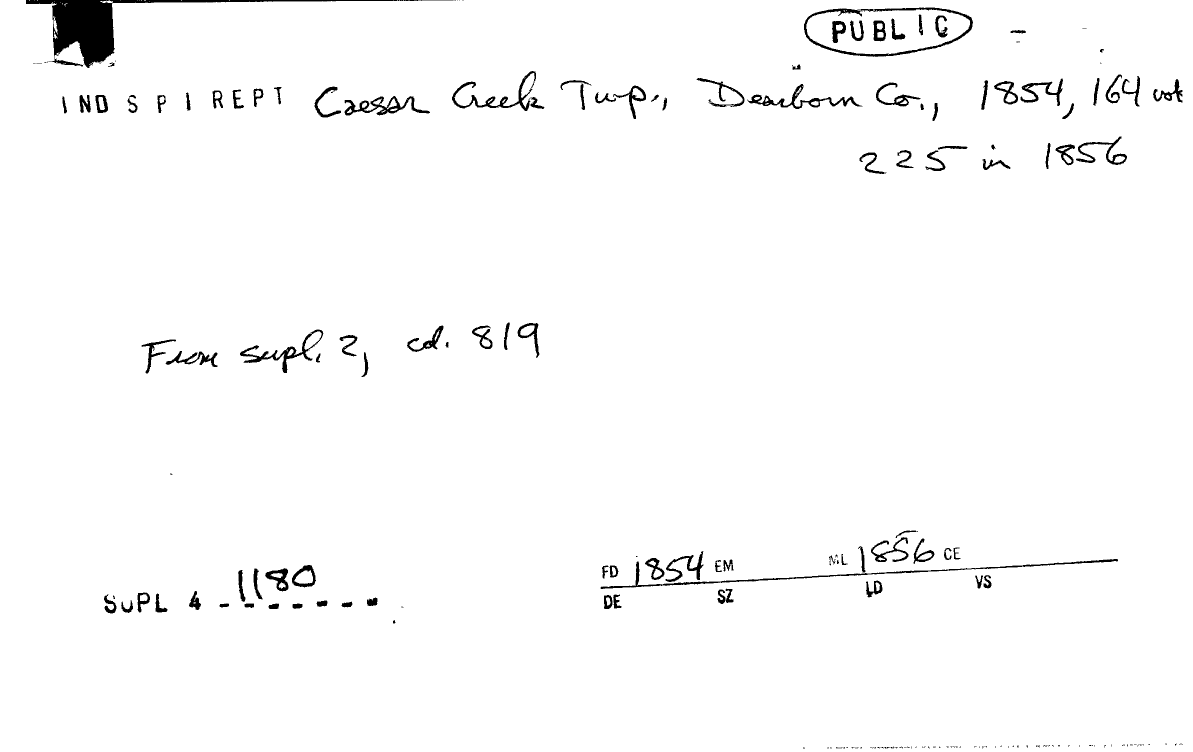 PUBLIC
IND S P I REPT Caesar Creek Twp., Dearborn Co., 1854, 164 vot
225 in 1856
From supl. 2, cd. 819
SUPL 4 1180
FD 1854 EM ML 1856 CE
DE SZ LD VS